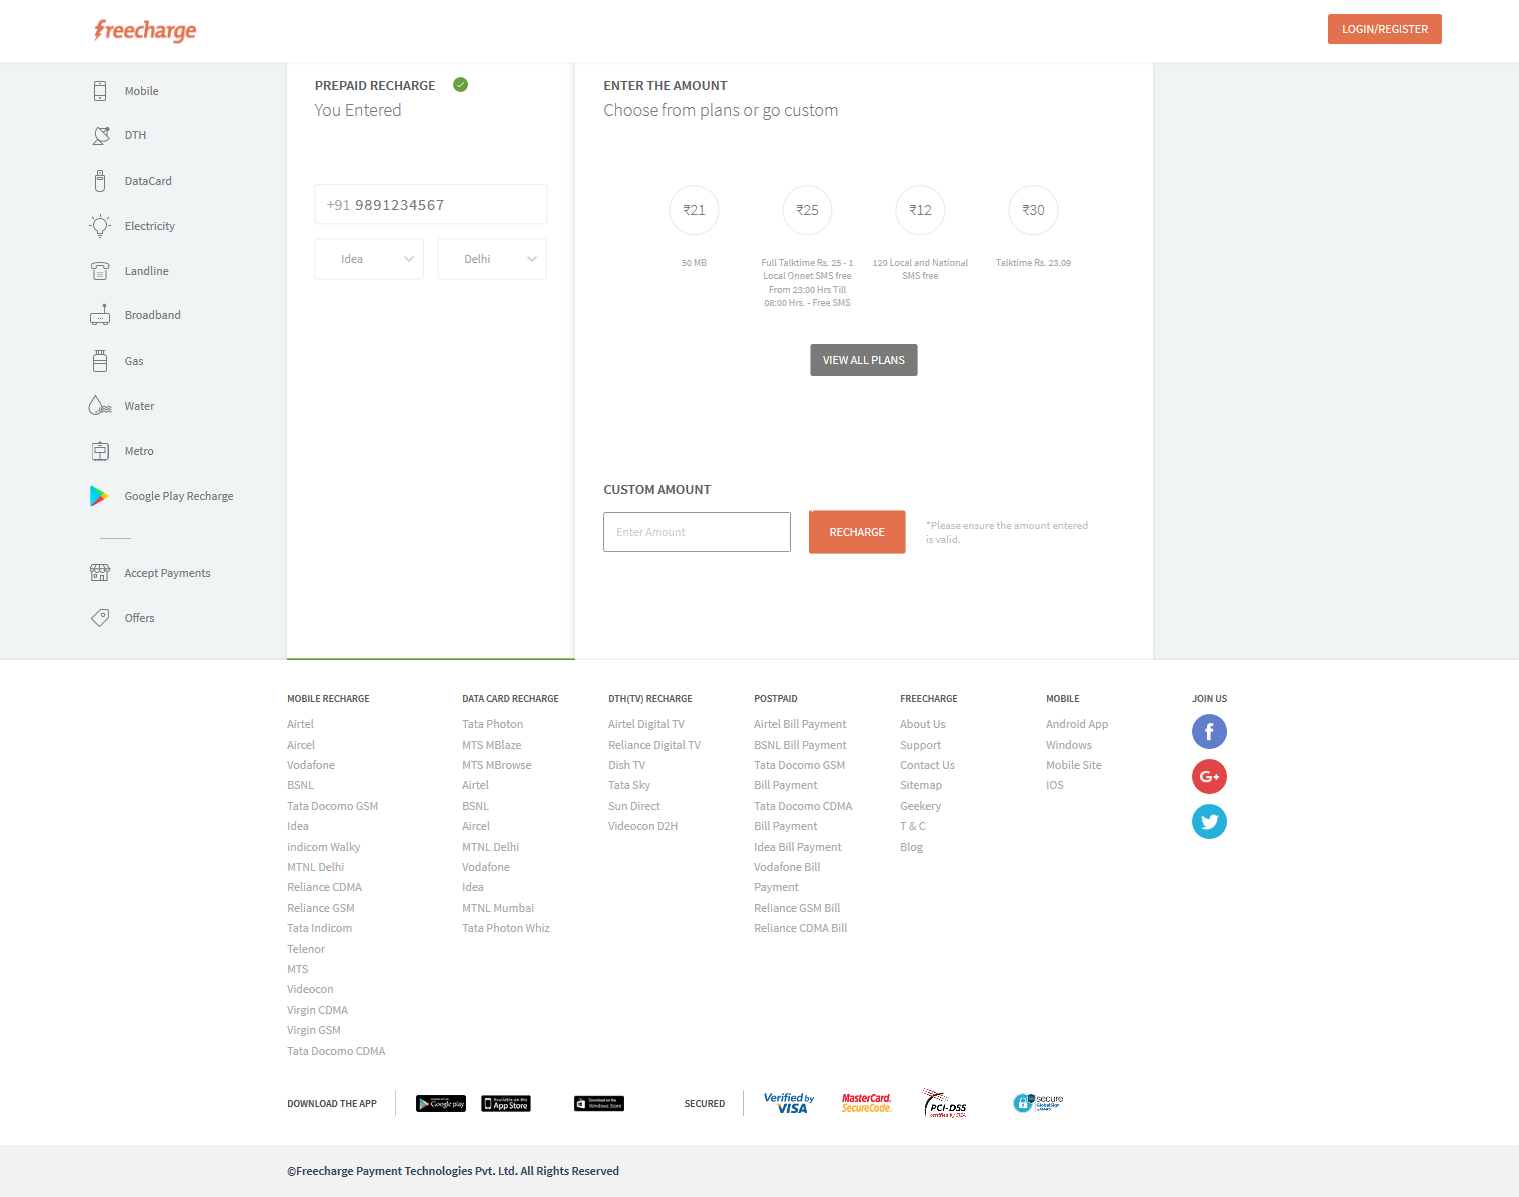 freecharge
LOGIN/REGISTER
Mobile
DTH
DataCard
Electricity
Landline
Broadband
Gas
Water
Metro
Google Play Recharge
Accept Payments
Offers
PREPAID RECHARGE
You Entered
+91 9891234567
Idea
Delhi
ENTER THE AMOUNT
Choose from plans or go custom
₹21
50 MB
₹25
Full Talktime Rs. 25 - 1
Local Onnet SMS free
From 23:00 Hrs Till
08:00 Hrs. - Free SMS
₹12
120 Local and National
SMS free
₹30
Talktime Rs. 23.09
VIEW ALL PLANS
CUSTOM AMOUNT
Enter Amount
RECHARGE
*Please ensure the amount entered
is valid.
MOBILE RECHARGE
Airtel
Aircel
Vodafone
BSNL
Tata Docomo GSM
Idea
indicom Walky
MTNL Delhi
Reliance CDMA
Reliance GSM
Tata Indicom
Telenor
MTS
Videocon
Virgin CDMA
Virgin GSM
Tata Docomo CDMA
DATA CARD RECHARGE
Tata Photon
MTS MBlaze
MTS MBrowse
Airtel
BSNL
Aircel
MTNL Delhi
Vodafone
Idea
MTNL Mumbai
Tata Photon Whiz
DTH(TV) RECHARGE
Airtel Digital TV
Reliance Digital TV
Dish TV
Tata Sky
Sun Direct
Videocon D2H
POSTPAID
Airtel Bill Payment
BSNL Bill Payment
Tata Docomo GSM
Bill Payment
Tata Docomo CDMA
Bill Payment
Idea Bill Payment
Vodafone Bill
Payment
Reliance GSM Bill
Reliance CDMA Bill
FREECHARGE
About Us
Support
Contact Us
Sitemap
Geekery
T & C
Blog
MOBILE
Android App
Windows
Mobile Site
IOS
JOIN US
f
G+
DOWNLOAD THE APP
Google play
Available on the
App Store
Download on the
Windows Store
SECURED
Verified by
VISA
MasterCard.
SecureCode.
PCI-DSS
secure
GlobalSign
©Freecharge Payment Technologies Pvt. Ltd. All Rights Reserved